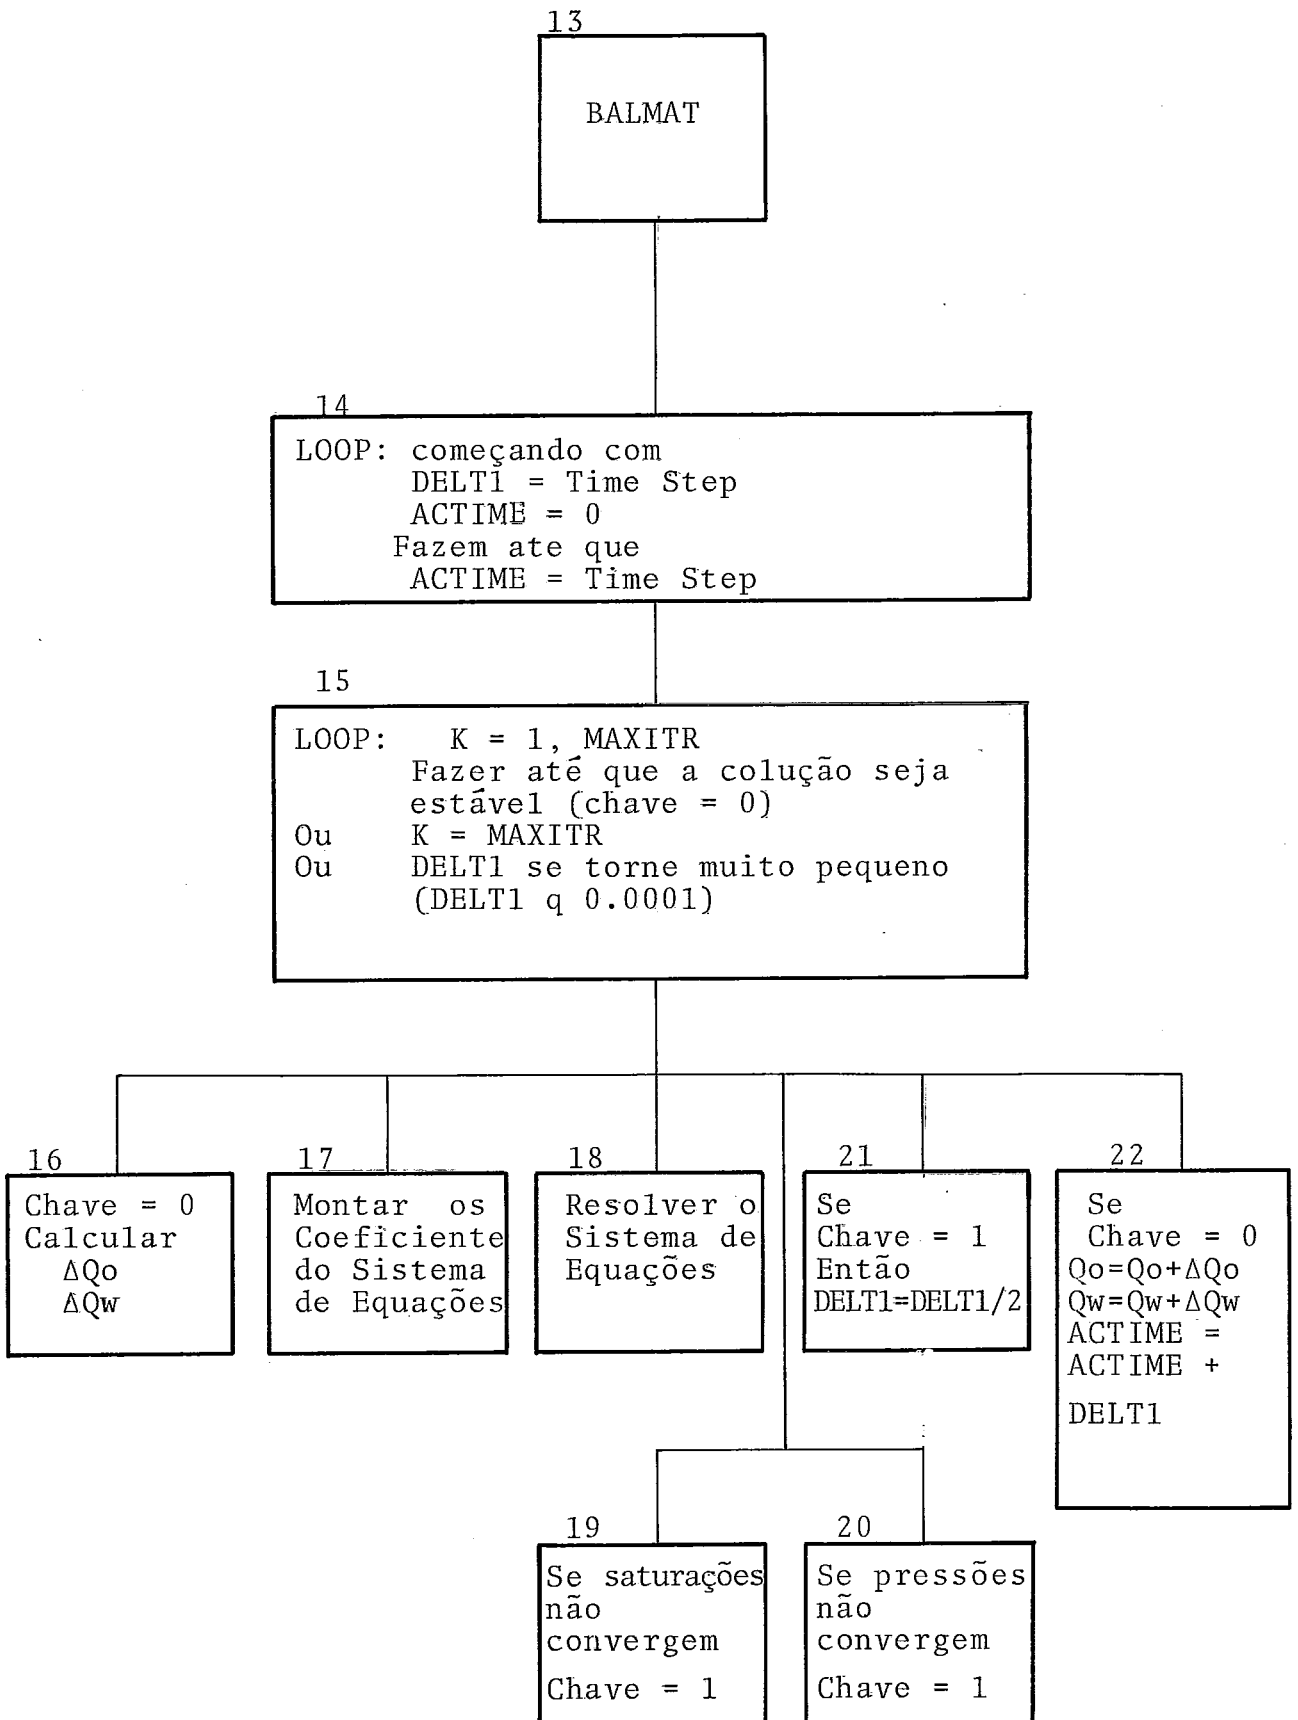 13
BALMAT
14
LOOP: começando com
DELT1 = Time Step
ACTIME = 0
Fazem ate que
ACTIME = Time Step
15
LOOP: K = 1, MAXITR
Fazer até que a colução seja
estável (chave = 0)
Ou K = MAXITR
Ou DELT1 se torne muito pequeno
(DELT1 q 0.0001)
16
Chave = 0
Calcular
ΔQo
ΔQw
17
Montar os
Coeficiente
do Sistema
de Equações
18
Resolver o
Sistema de
Equações
21
Se
Chave = 1
Então
DELT1=DELT1/2
22
Se
Chave = 0
Qo=Qo+ΔQo
Qw=Qw+ΔQw
ACTIME =
ACTIME +
DELT1
19
Se saturações
não
convergem
Chave = 1
20
Se pressões
não
convergem
Chave = 1